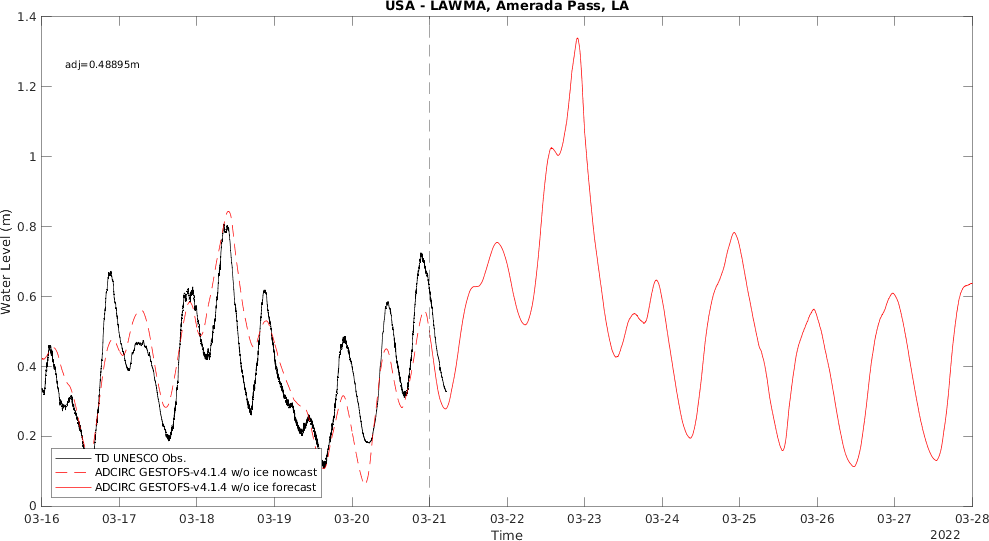 USA - LAWMA, Amerada Pass, LA
1.4
adj=0.48895m
1.2
1
0.8
0.6
0.4
0.2
0
Water Level (m)
TD UNESCO Obs.
ADCIRC GESTOFS-v4.1.4 w/o ice nowcast
ADCIRC GESTOFS-v4.1.4 w/o ice forecast
03-16 03-17 03-18 03-19 03-20 03-21 03-22 03-23 03-24 03-25 03-26 03-27 03-28
Time
2022